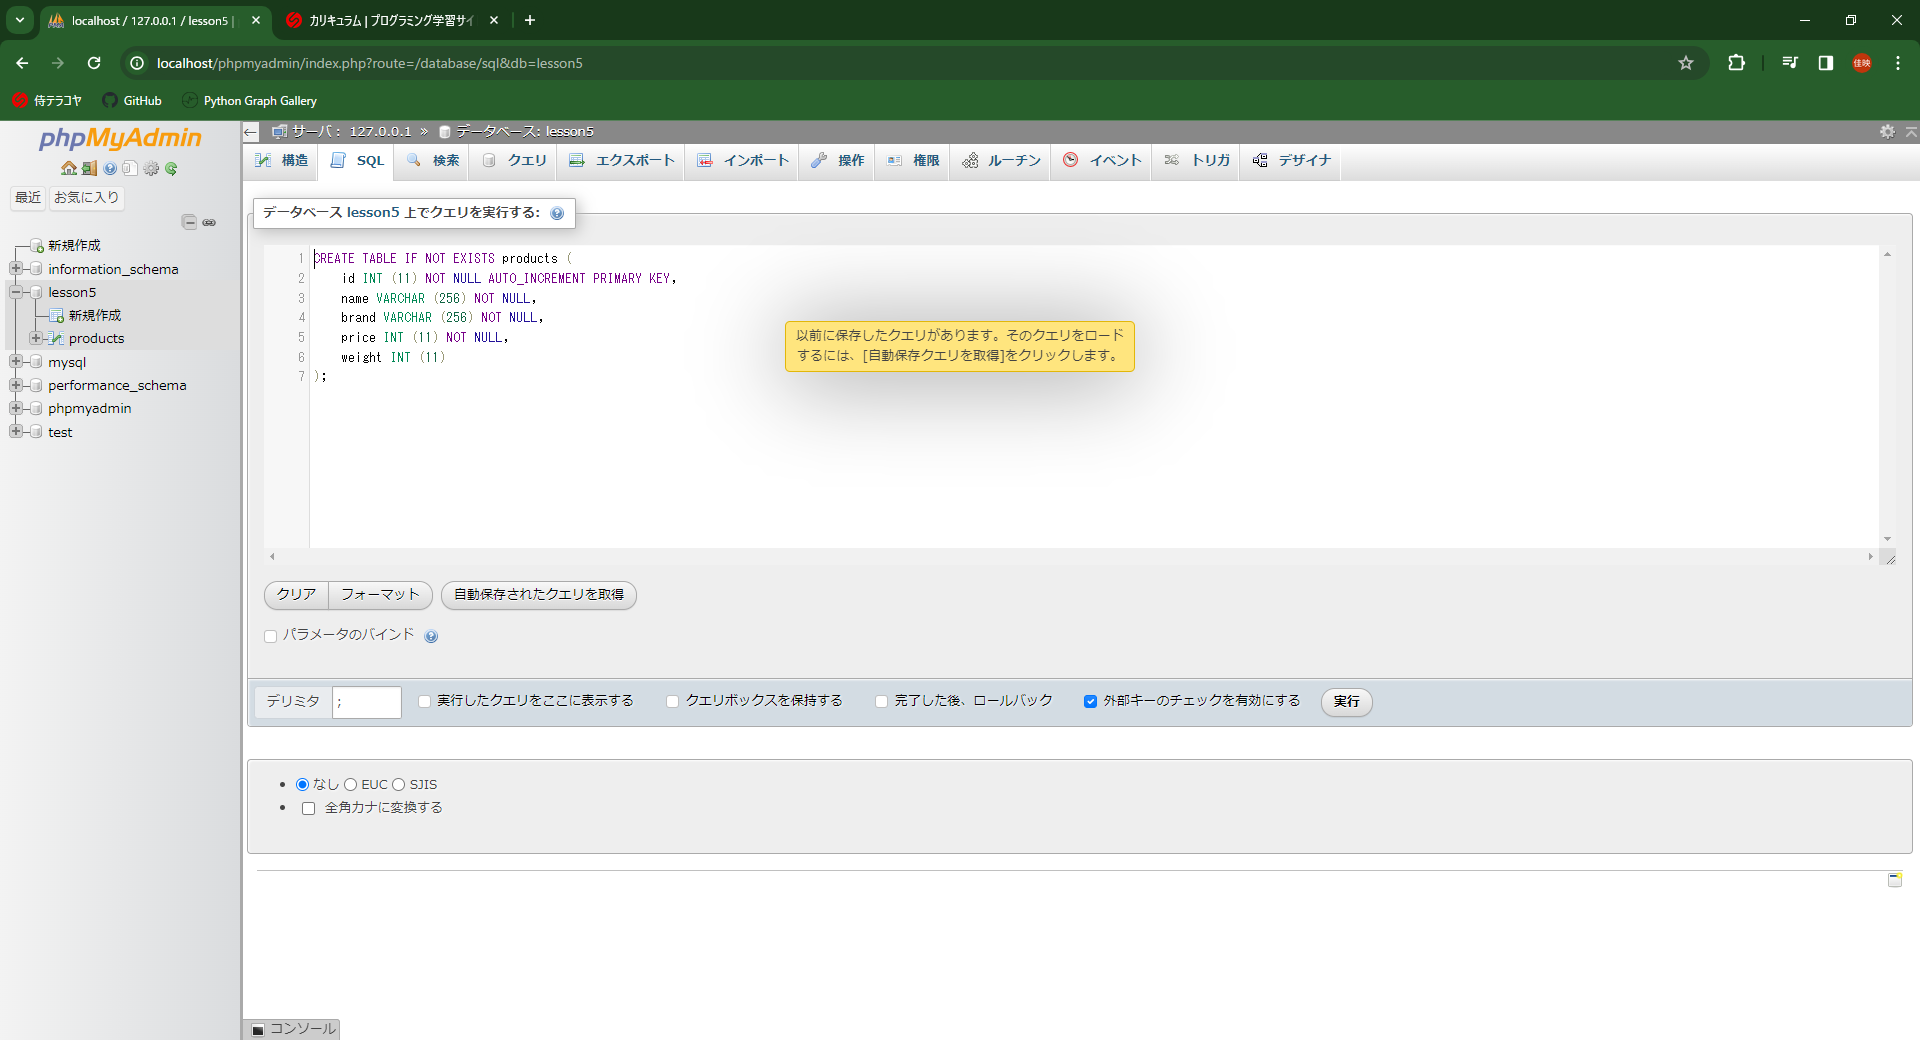 localhost / 127.0.0.1 / lesson5 |
カリキュラム | プログラミング学習サイ
localhost/phpmyadmin/index.php?route=/database/sql&db=lesson5
佳映
侍テラコヤ
GitHub
Python Graph Gallery
phpMyAdmin
サーバ: 127.0.0.1 » データベース: lesson5
構造
SQL
検索
クエリ
エクスポート
インポート
操作
権限
ルーチン
イベント
トリガ
デザイナ
最近
お気に入り
新規作成
information_schema
lesson5
新規作成
products
mysql
performance_schema
phpmyadmin
test
データベース lesson5 上でクエリを実行する:
1 CREATE TABLE IF NOT EXISTS products (
2 id INT (11) NOT NULL AUTO_INCREMENT PRIMARY KEY,
3 name VARCHAR (256) NOT NULL,
4 brand VARCHAR (256) NOT NULL,
5 price INT (11) NOT NULL,
6 weight INT (11)
7 );
以前に保存したクエリがあります。そのクエリをロード
するには、[自動保存クエリを取得]をクリックします。
クリア
フォーマット
自動保存されたクエリを取得
パラメータのバインド
デリミタ
;
実行したクエリをここに表示する
クエリボックスを保持する
完了した後、ロールバック
外部キーのチェックを有効にする
実行
なし EUC SJIS
全角カナに変換する
コンソール